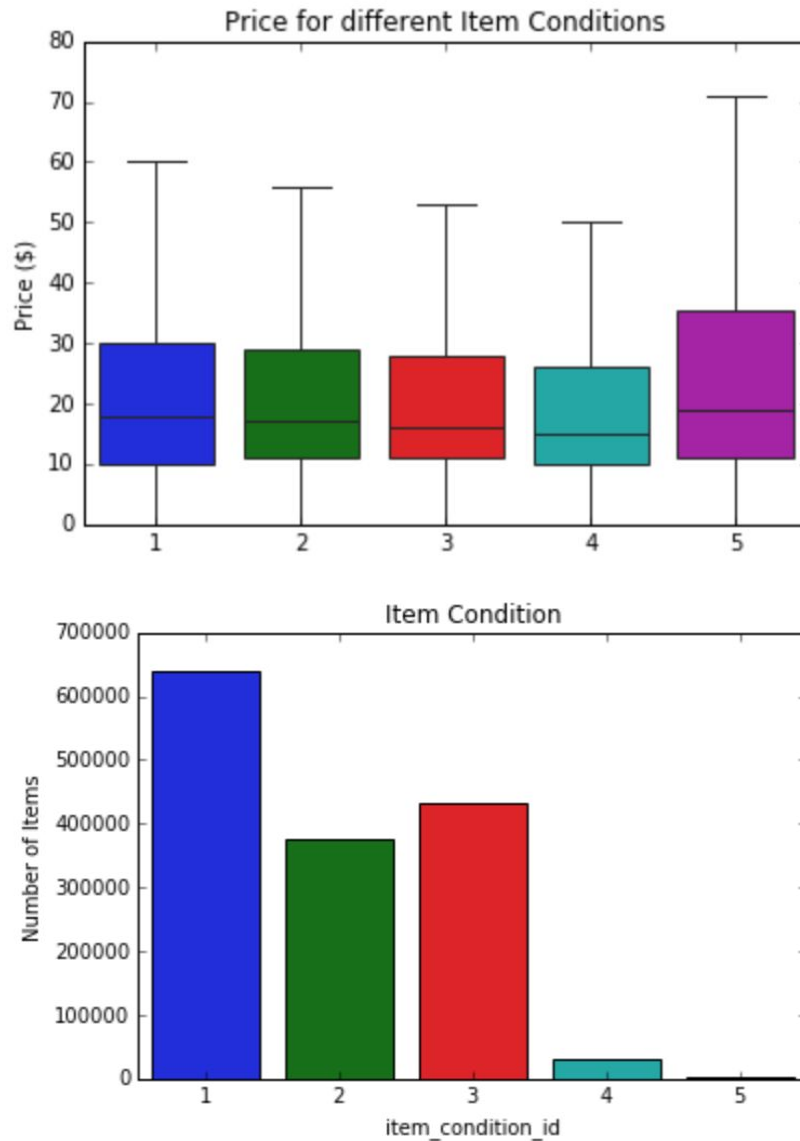 Price for different Item Conditions
80
70
60
50
40
30
20
10
0
Price ($)
1 2 3 4 5
Item Condition
700000
600000
500000
400000
300000
200000
100000
0
Number of Items
1 2 3 4 5
item_condition_id